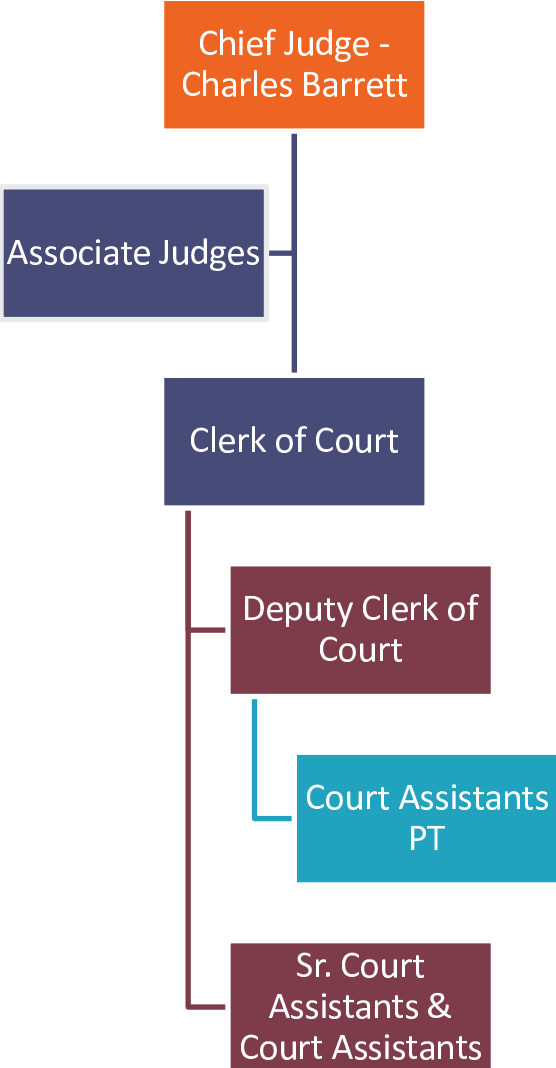 Chief Judge -
Charles Barrett
Associate Judges
Clerk of Court
Deputy Clerk of
Court
Court Assistants
PT
Sr. Court
Assistants &
Court Assistants